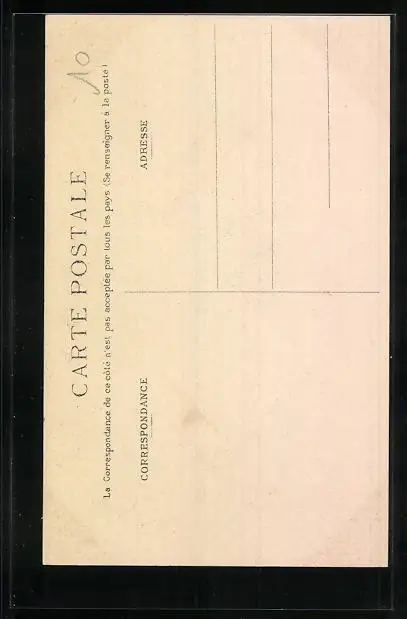 10
CARTE POSTALE
La Correspondance de ce côté n'est pas acceptée par tous les pays (Se renseigner à la poste)
CORRESPONDANCE
ADRESSE